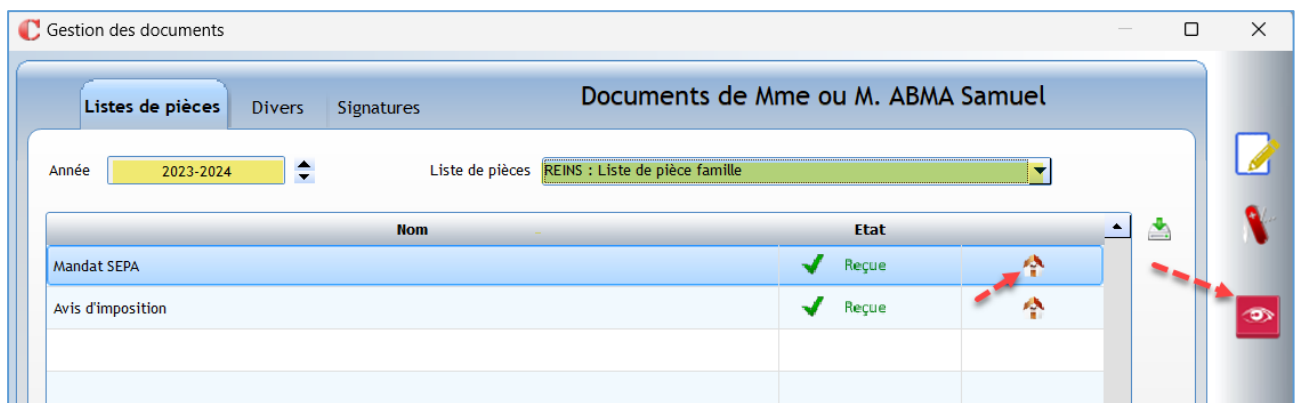 Gestion des documents
Listes de pièces Divers Signatures Documents de Mme ou M. ABMA Samuel
Année 2023-2024 Liste de pièces REINS : Liste de pièce famille
Nom Etat
Mandat SEPA Reçue
Avis d'imposition Reçue